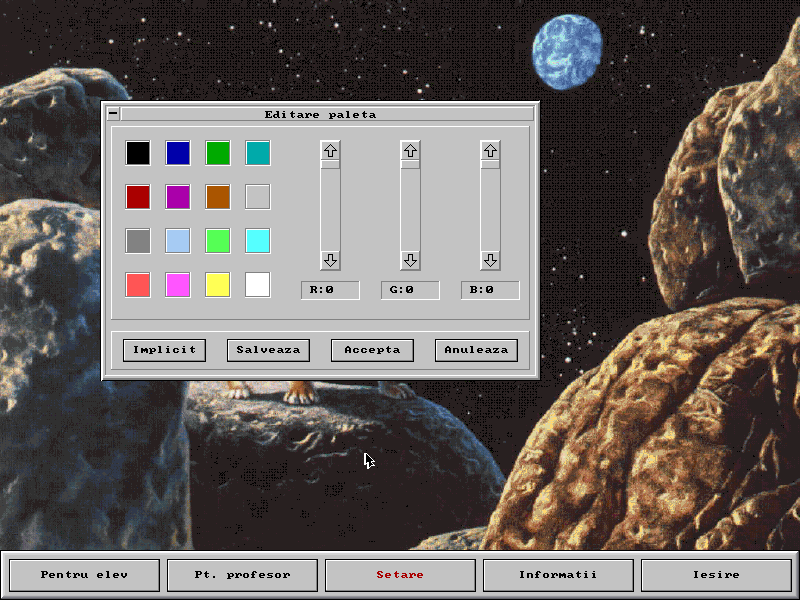 Editare paleta
R:0 G:0 B:0
Implicit Salveaza Accepta Anuleaza
Pentru elev Pt. profesor Setare Informatii Iesire